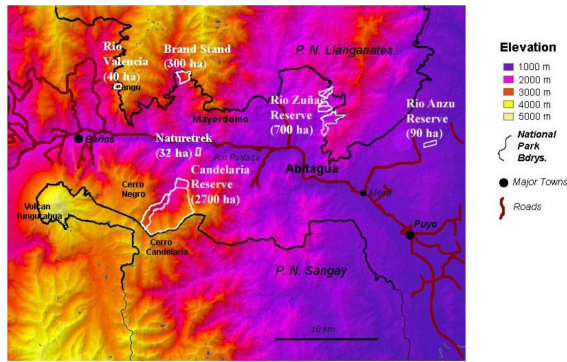 Rio
Valencia
(40 ha)
Brand Stand
(300 ha)
P. N. Llanganates
Mayordomo
Rio Zuñac
Reserve
(700 ha)
Rio Anzu
Reserve
(90 ha)
Baños
Naturetrek
(32 ha)
Rio Pastaza
Abitagua
Candelaria
Reserve
(2700 ha)
Cerro
Negro
Volcan
Tungurahua
Cerro
Candelaria
Mera
Puyo
P. N. Sangay
10 km
Elevation
1000 m
2000 m
3000 m
4000 m
5000 m
National
Park
Bdrys.
Major Towns
Roads